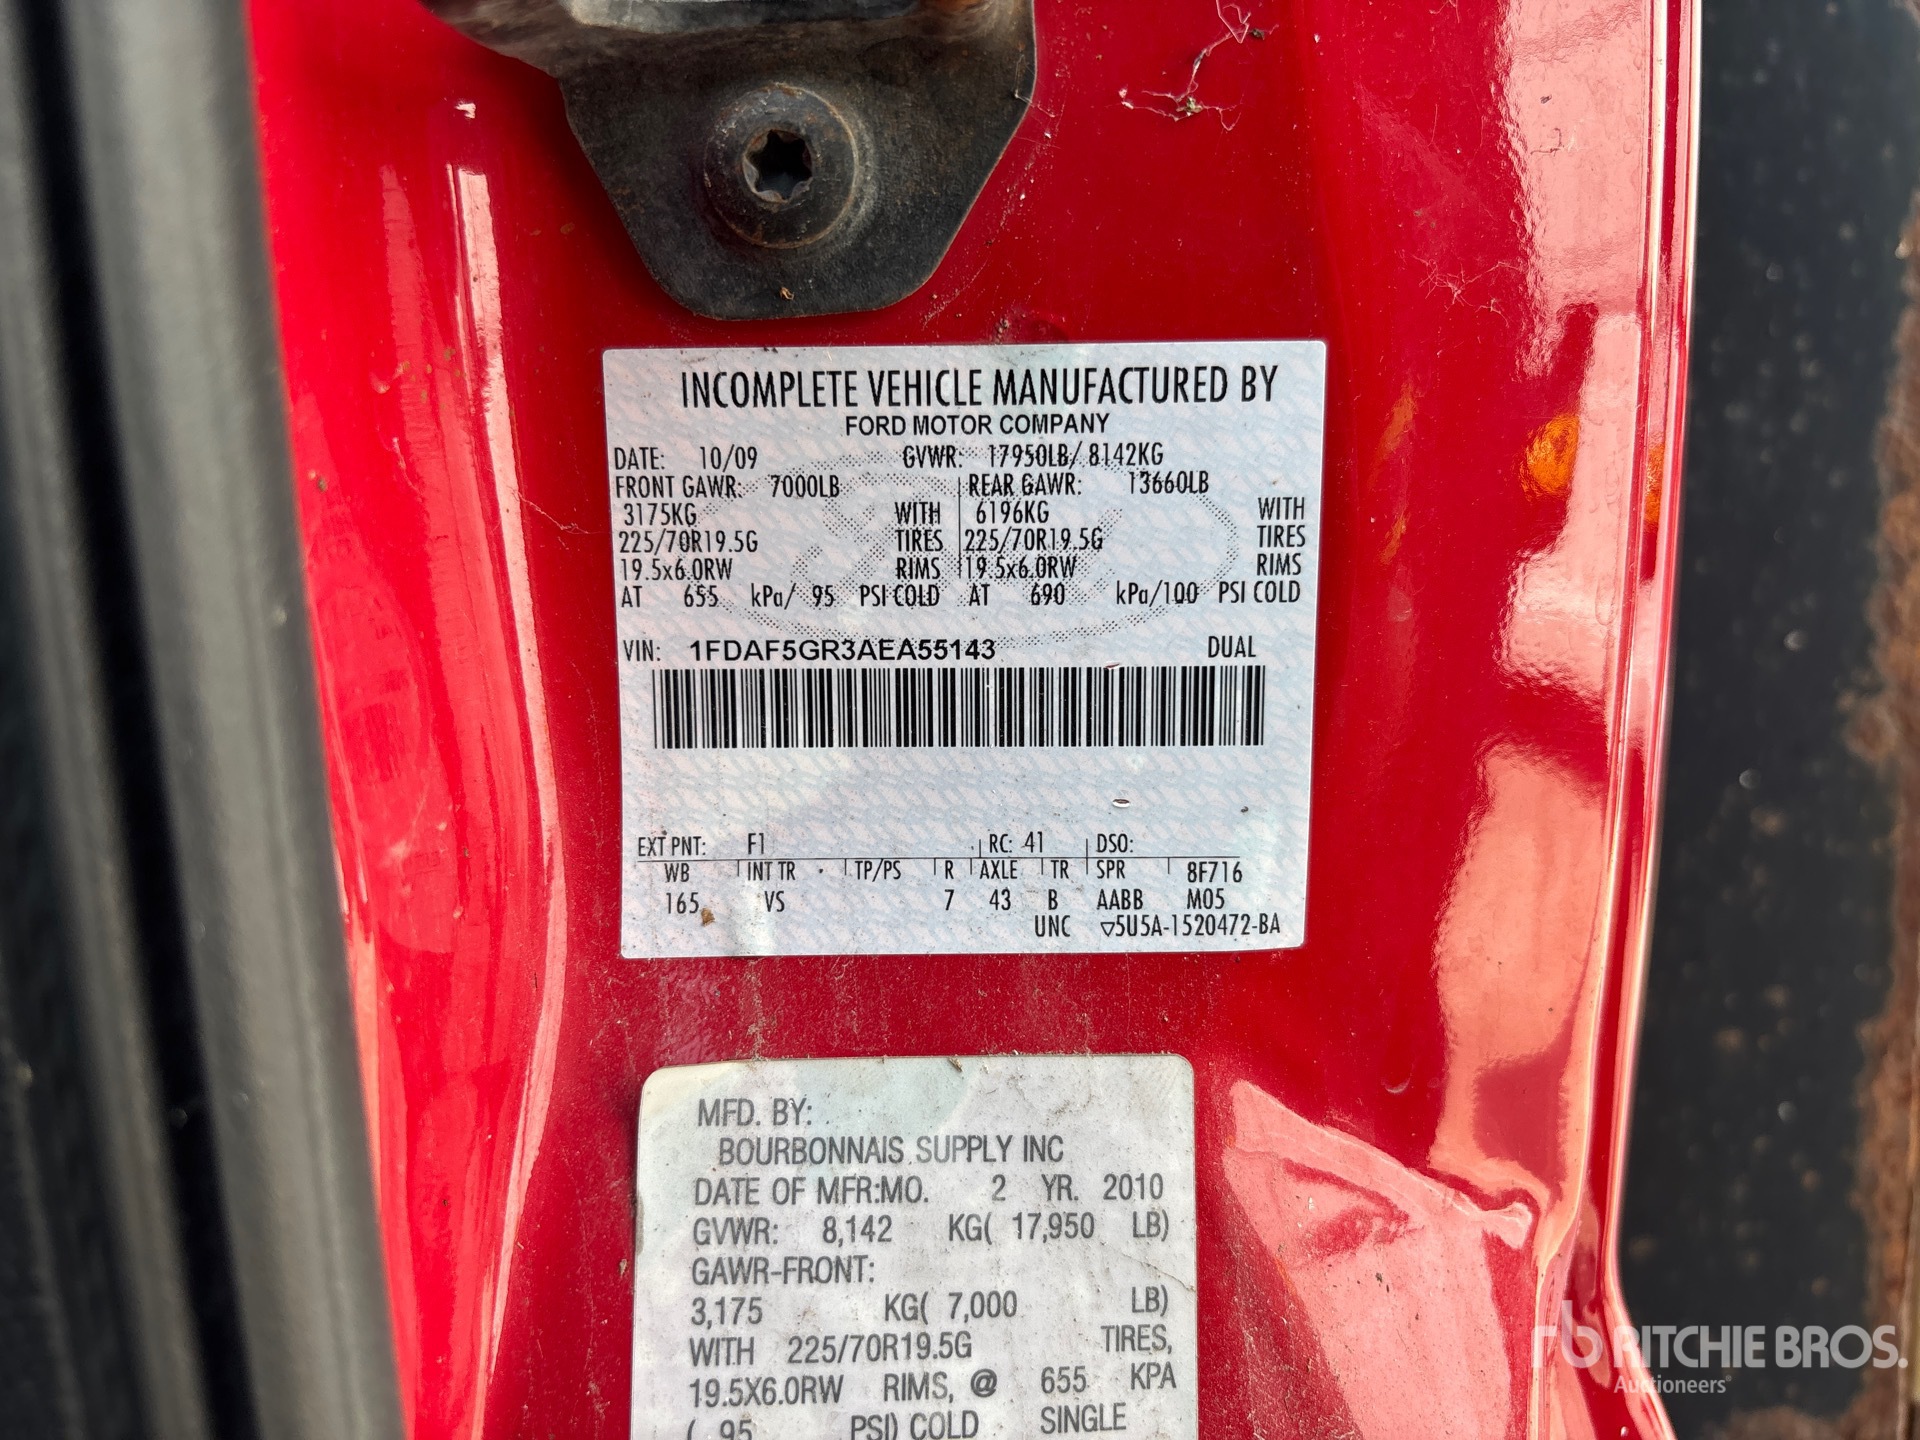 INCOMPLETE VEHICLE MANUFACTURED BY
FORD MOTOR COMPANY
DATE: 10/09 GVWR: 17950LB/ 8142KG
FRONT GAWR: 7000LB REAR GAWR: 13660LB
3175KG WITH 6196KG WITH
225/70R19.5G TIRES 225/70R19.5G TIRES
19.5x6.0RW RIMS 19.5x6.0RW RIMS
AT 655 kPa/ 95 PSI COLD AT 690 kPa/100 PSI COLD
VIN: 1FDAF5GR3AEA55143 DUAL
EXT PNT: F1 RC: 41 DSO:
WB INT TR TP/PS R AXLE TR SPR 8F716
165 VS 7 43 B AABB M05
UNC ▽5U5A-1520472-BA
MFD. BY:
BOURBONNAIS SUPPLY INC
DATE OF MFR:MO. 2 YR. 2010
GVWR: 8,142 KG( 17,950 LB)
GAWR-FRONT:
3,175 KG( 7,000 LB)
WITH 225/70R19.5G TIRES,
19.5X6.0RW RIMS, @ 655 KPA
( 95 PSI) COLD SINGLE
rb RITCHIE BROS.
Auctioneers